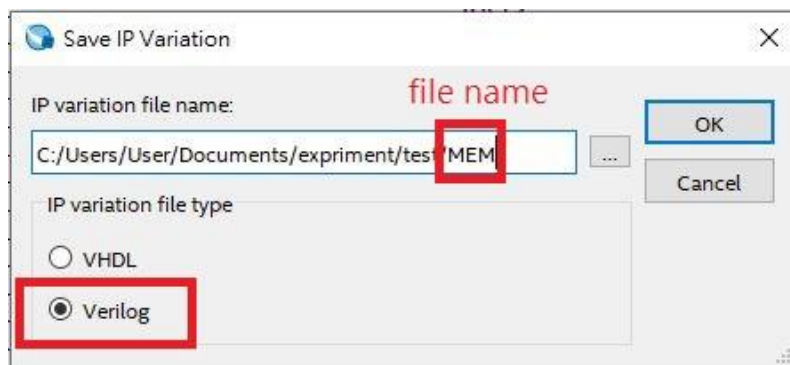 Save IP Variation
IP variation file name:
file name
C:/Users/User/Documents/expriment/test/MEM
...
OK
Cancel
IP variation file type
VHDL
Verilog